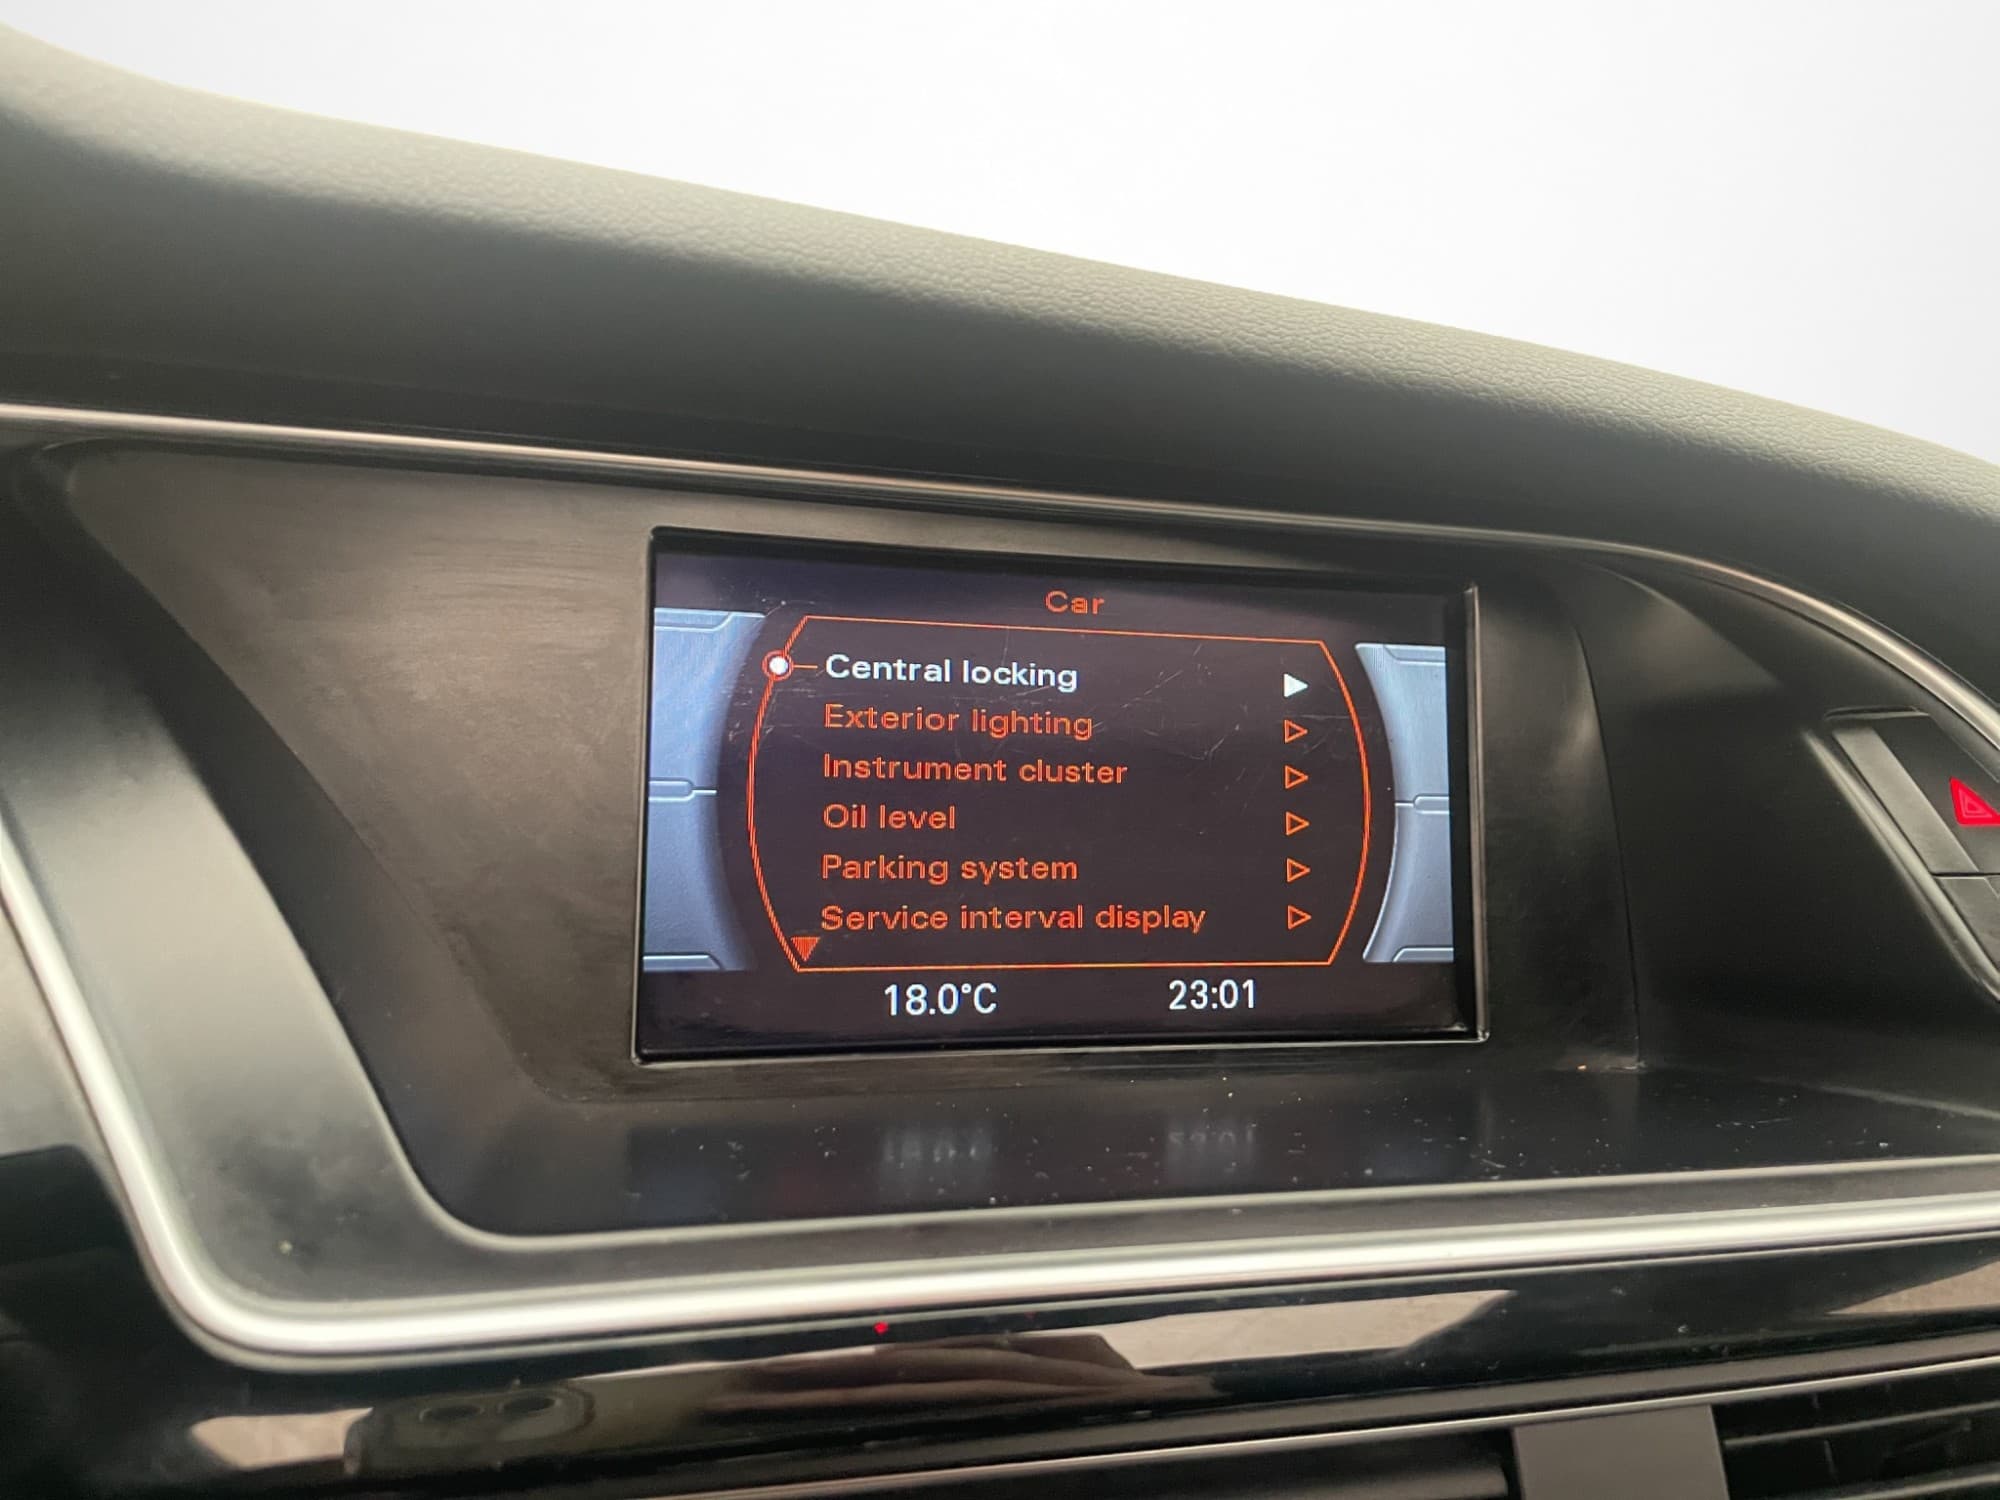 Car
Central locking
Exterior lighting
Instrument cluster
Oil level
Parking system
Service interval display
18.0°C 23:01